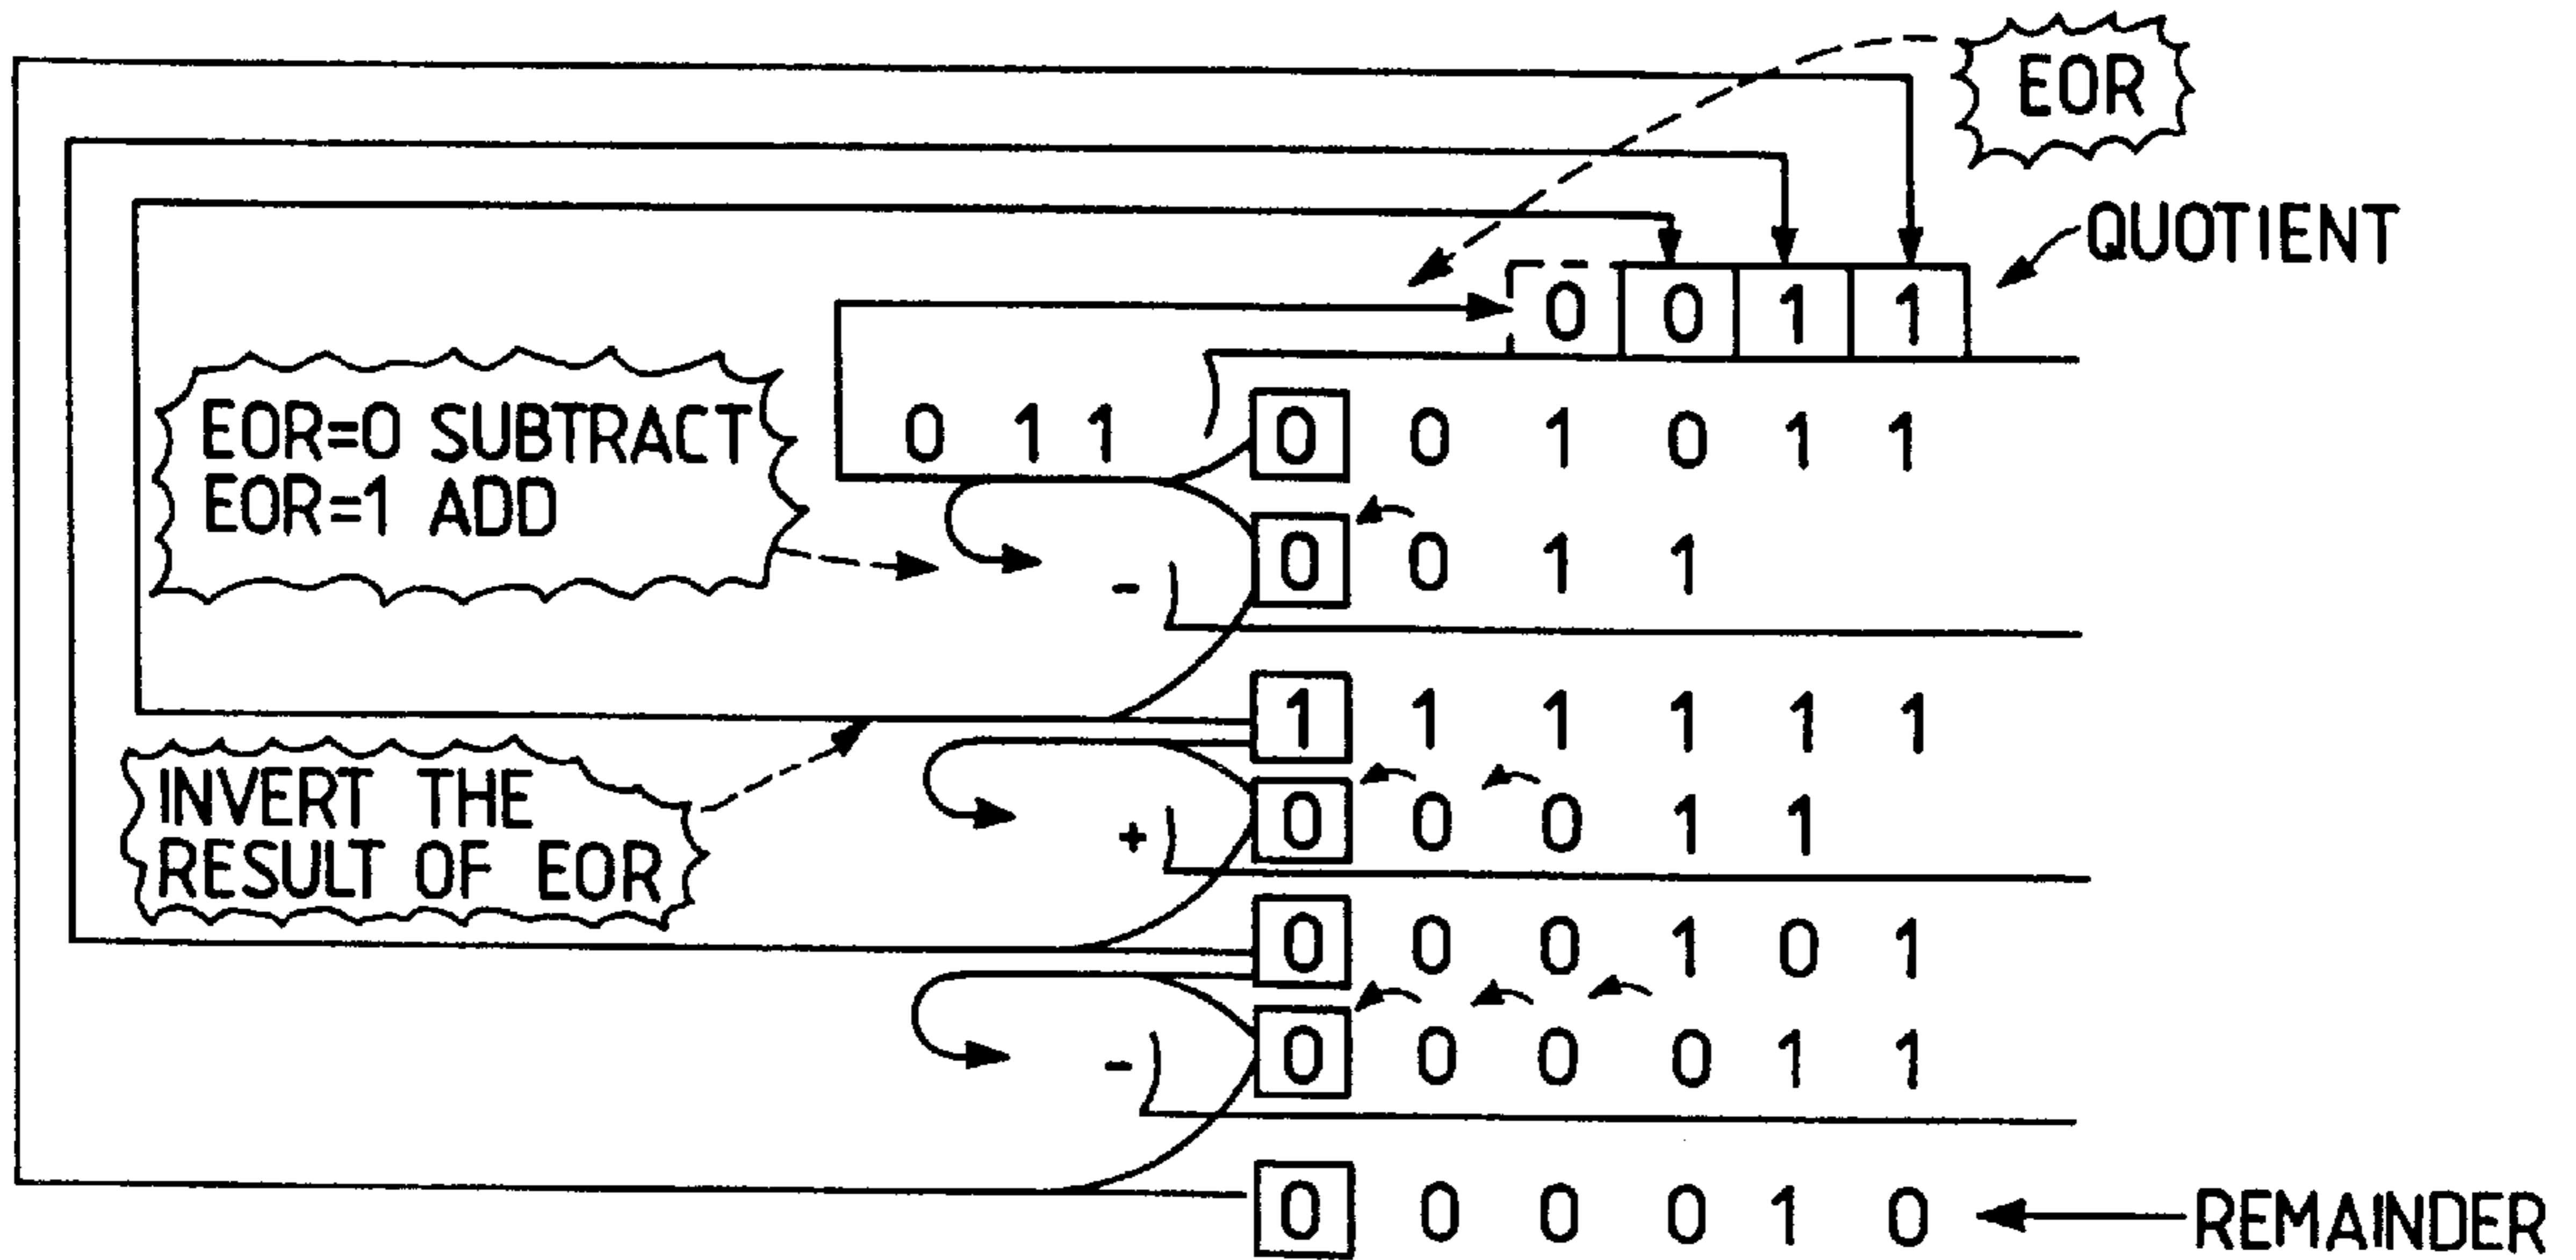 EOR
QUOTIENT
0 0 1 1
EOR=0 SUBTRACT
EOR=1 ADD
0 1 1
0 0 1 0 1 1
0 0 1 1
-
1 1 1 1 1 1
INVERT THE
RESULT OF EOR
0 0 0 1 1
+
0 0 0 1 0 1
0 0 0 0 1 1
-
0 0 0 0 1 0
REMAINDER